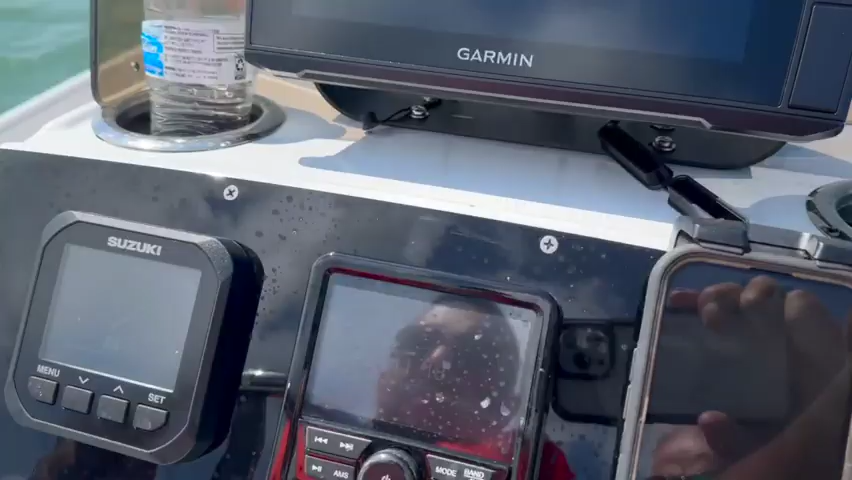 GARMIN
SUZUKI
MENU
SET
AMS
MODE
BAND